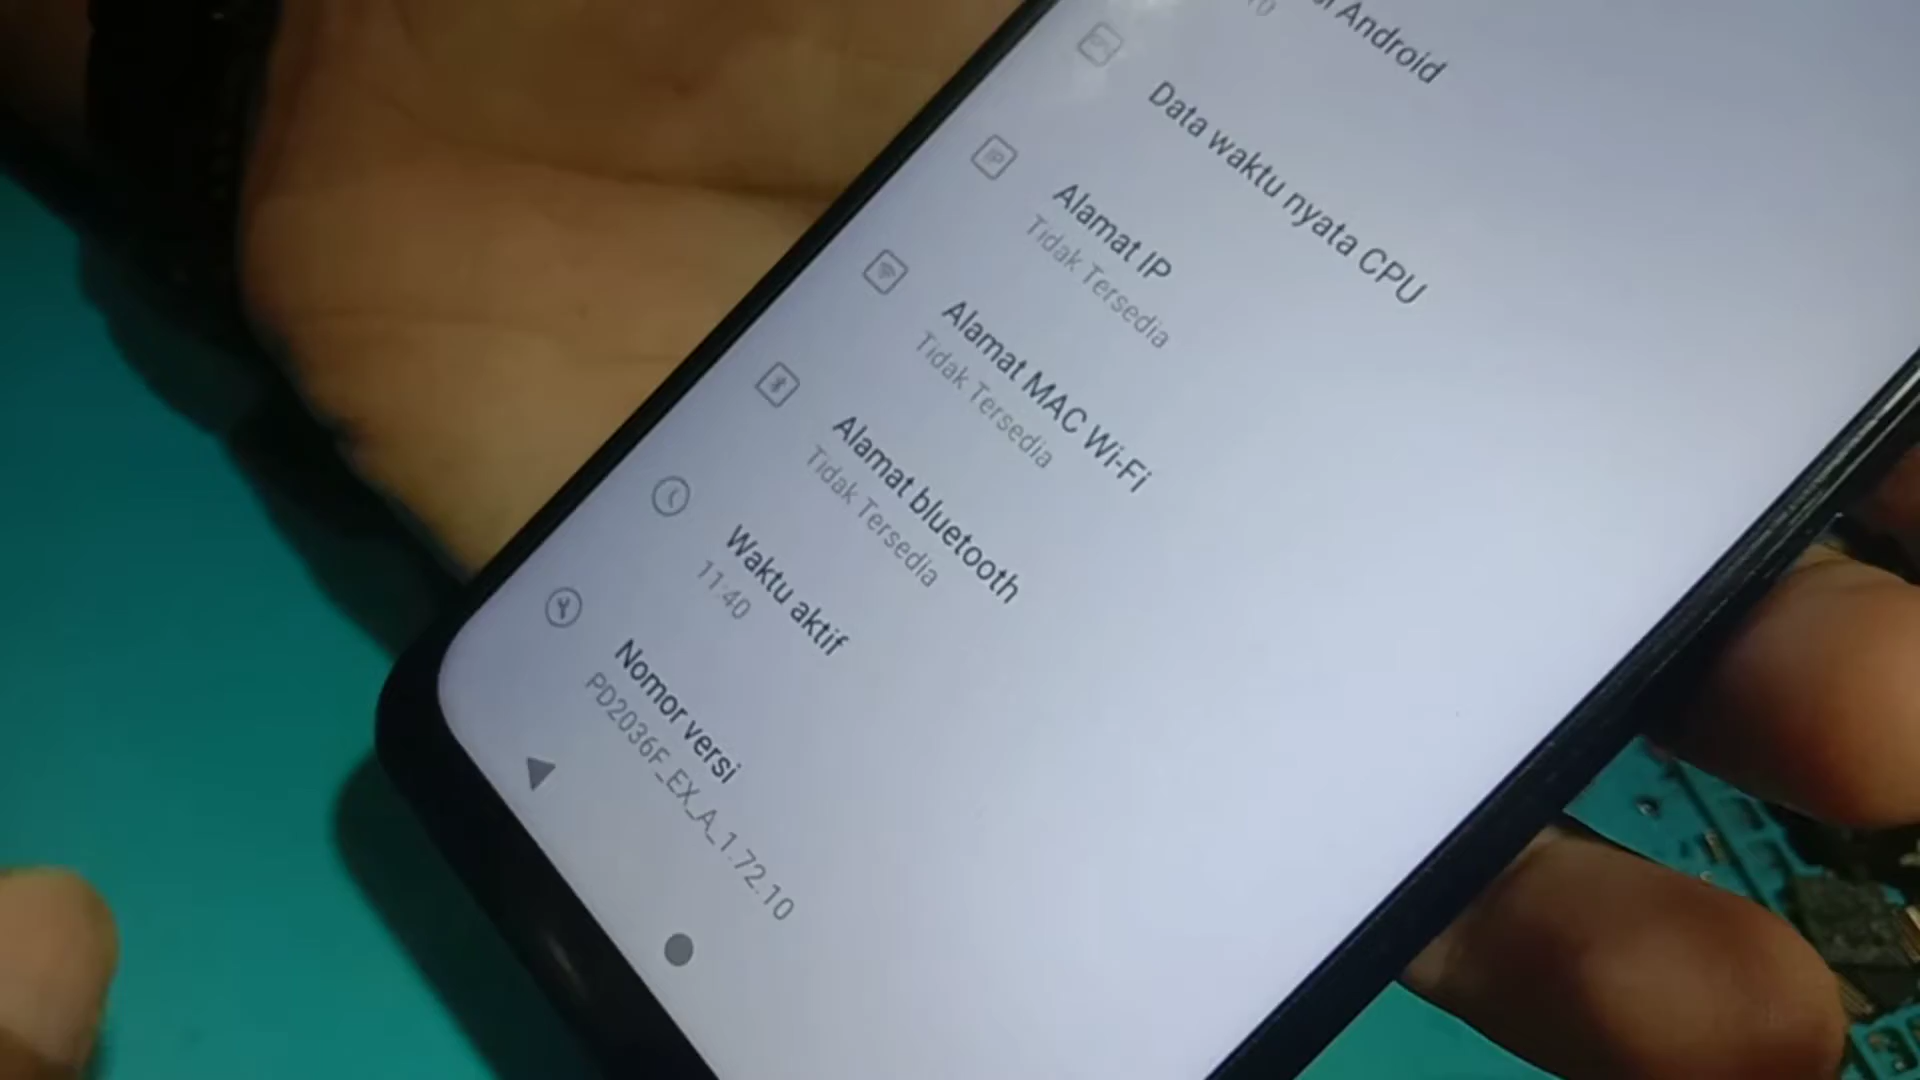 Android
Data waktu nyata CPU
Alamat IP
Tidak Tersedia
Alamat MAC Wi-Fi
Tidak Tersedia
Alamat bluetooth
Tidak Tersedia
Waktu aktif
11:40
Nomor versi
PD2036F_EX_A_1.72.10